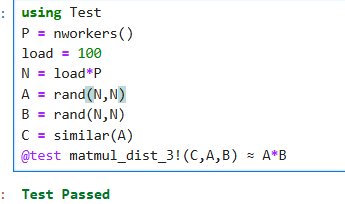 :
using Test
P = nworkers()
load = 100
N = load*P
A = rand(N,N)
B = rand(N,N)
C = similar(A)
@test matmul_dist_3!(C,A,B) ≈ A*B
: Test Passed